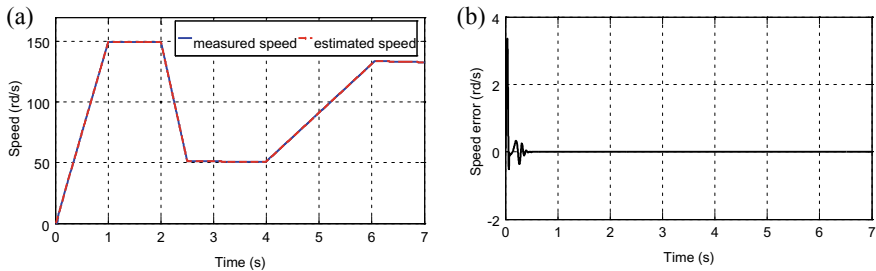 (a)
measured speed
estimated speed
Speed (rd/s)
150
100
50
0
0 1 2 3 4 5 6 7
Time (s)
(b)
Speed error (rd/s)
4
2
0
-2
0 1 2 3 4 5 6 7
Time (s)